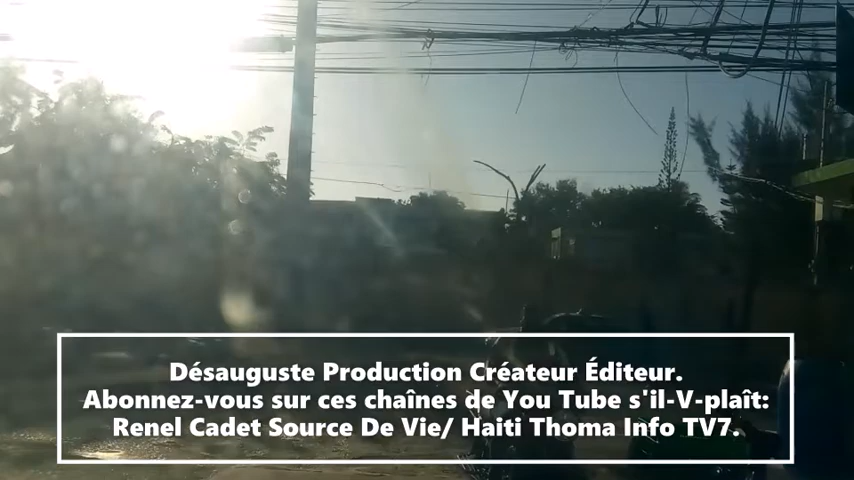 Désauguste Production Créateur Éditeur.
Abonnez-vous sur ces chaînes de You Tube s'il-V-plaît:
Renel Cadet Source De Vie/ Haiti Thoma Info TV7.